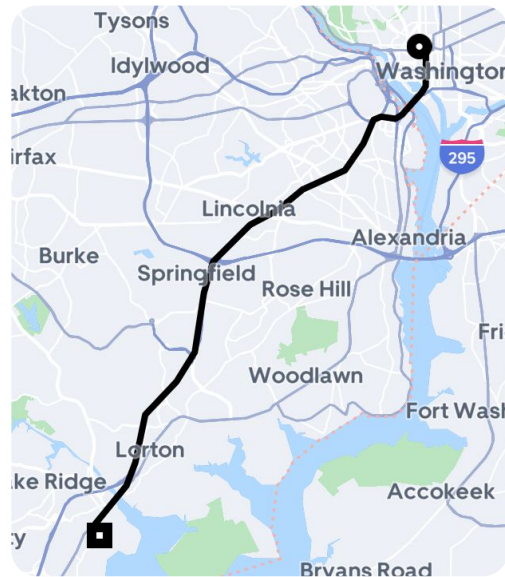 Tysons
Idylwood
Washington
akton
295
irfax
Lincolnia
Alexandria
Burke
Springfield
Rose Hill
Fri
Woodlawn
Fort Wash
Lorton
ke Ridge
Accokeek
ty
Bryans Road